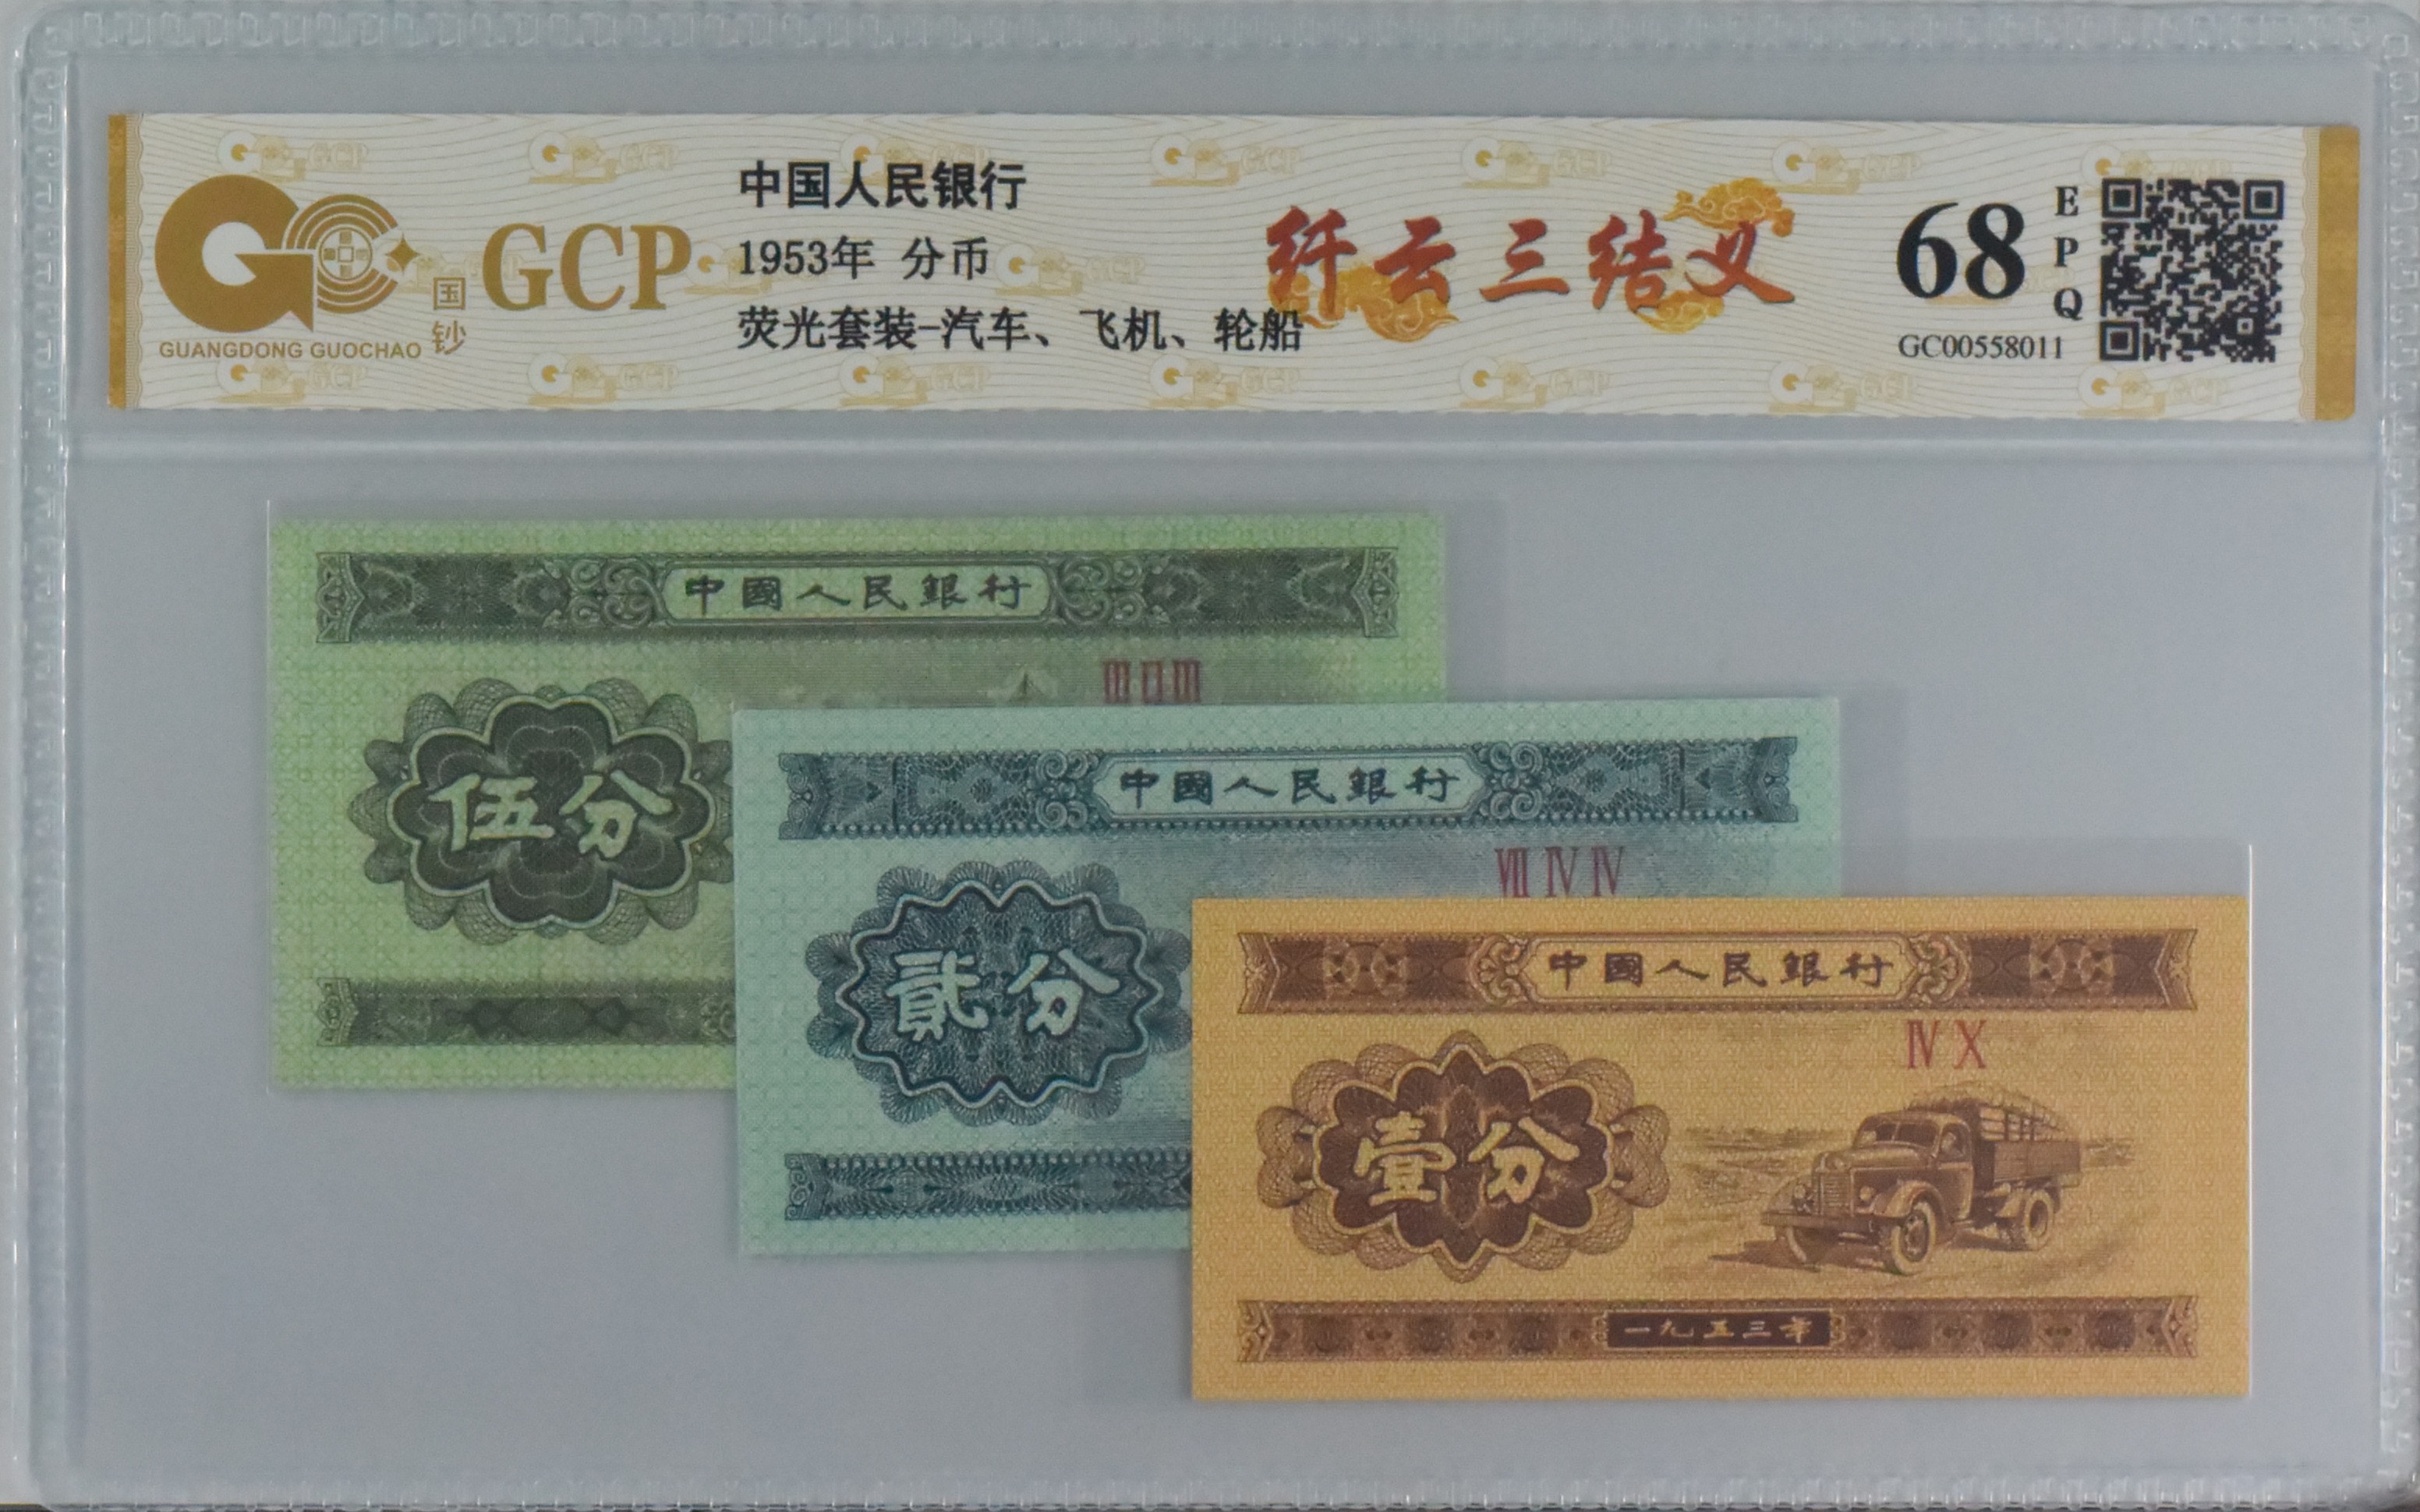 中国人民银行
1953年 分币
荧光套装-汽车、飞机、轮船
GCP
国钞
GUANGDONG GUOCHAO
纤云三结义
68
EPQ
GC00558011
中國人民銀行
伍分
中國人民銀行
Ⅶ Ⅳ Ⅳ
貳分
中國人民銀行
Ⅳ Ⅹ
壹分
一九五三年